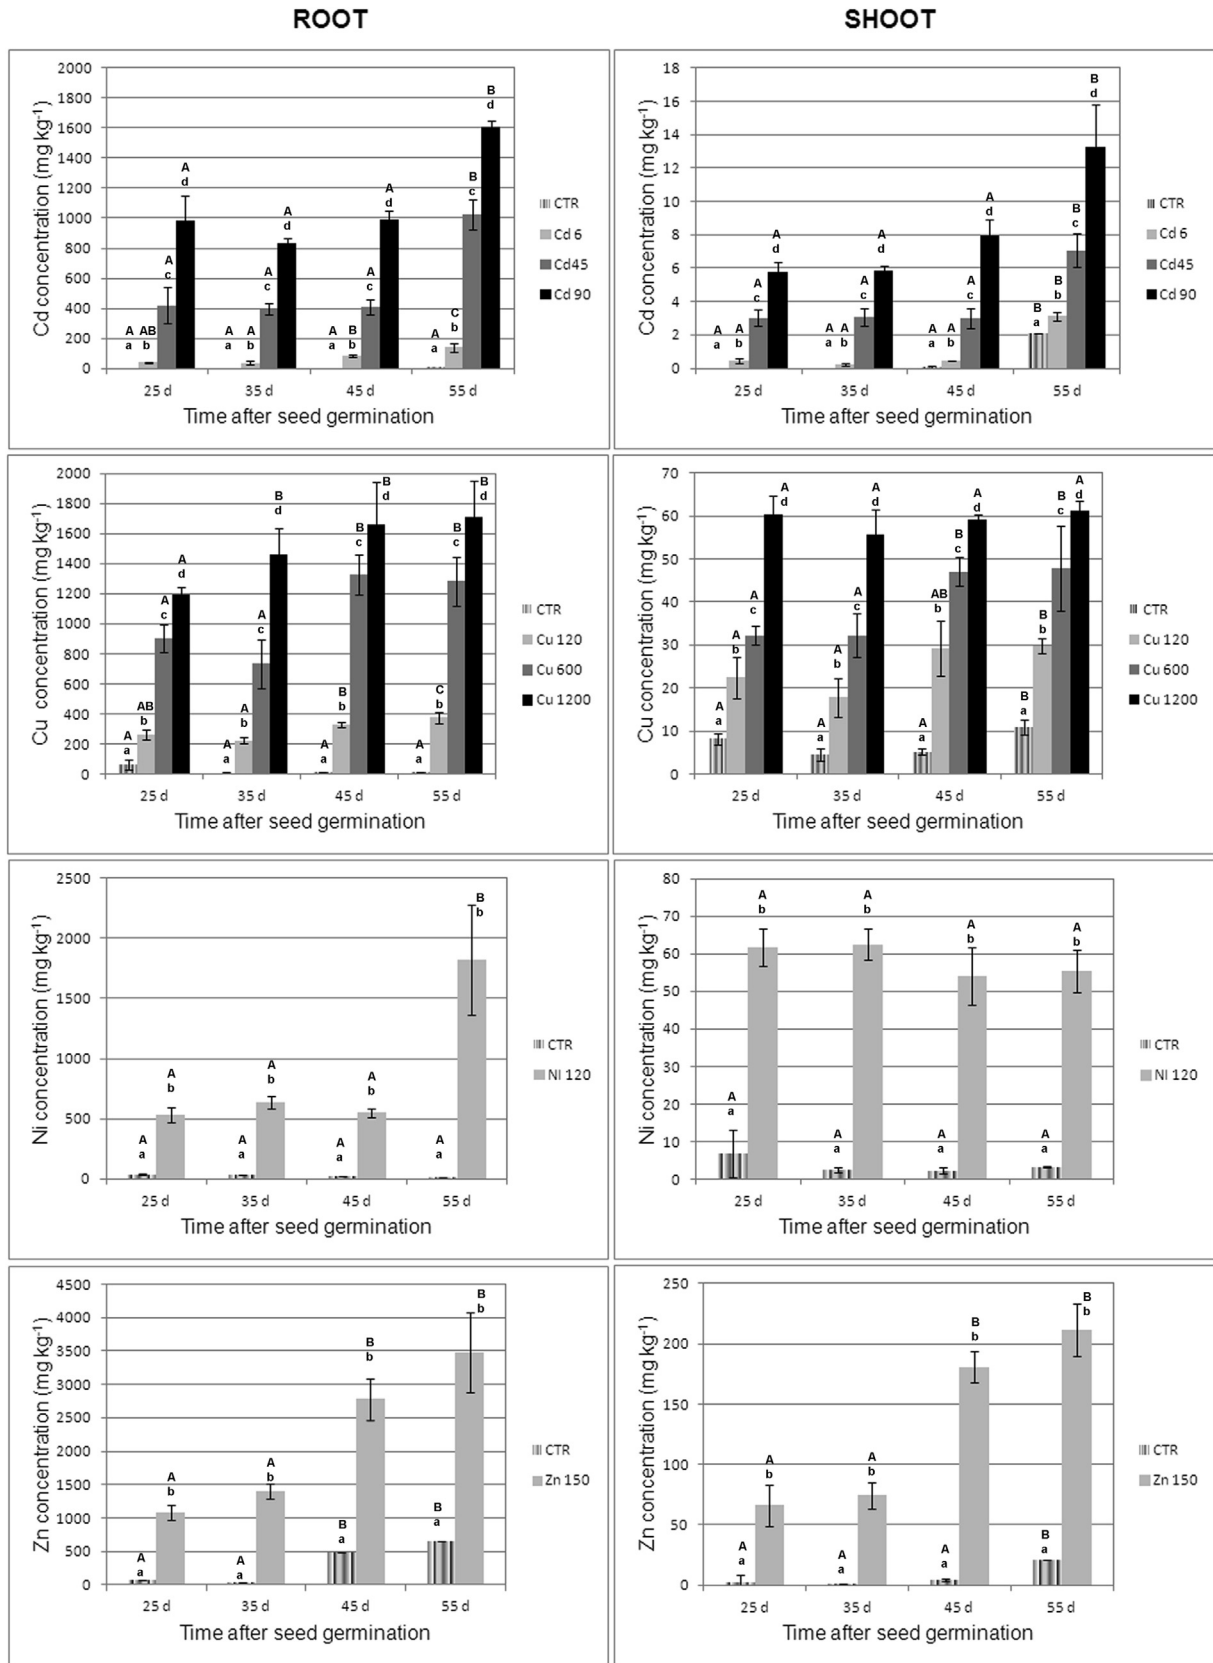 ROOT
SHOOT
Cd concentration (mg kg⁻¹)
2000
1800
1600
1400
1200
1000
800
600
400
200
0
A
a
AB
b
A
c
A
d
A
a
A
b
A
c
A
d
A
a
B
b
A
c
A
d
A
a
C
b
B
c
B
d
25 d
35 d
45 d
55 d
Time after seed germination
CTR
Cd 6
Cd45
Cd 90
Cd concentration (mg kg⁻¹)
18
16
14
12
10
8
6
4
2
0
A
a
A
b
A
c
A
d
A
a
A
b
A
c
A
d
A
a
A
b
A
c
A
d
B
a
B
b
B
c
B
d
25 d
35 d
45 d
55 d
Time after seed germination
CTR
Cd 6
Cd45
Cd 90
Cu concentration (mg kg⁻¹)
2000
1800
1600
1400
1200
1000
800
600
400
200
0
A
a
AB
b
A
c
A
d
A
a
A
b
A
c
B
d
A
a
B
b
B
c
B
d
A
a
C
b
B
c
B
d
25 d
35 d
45 d
55 d
Time after seed germination
CTR
Cu 120
Cu 600
Cu 1200
Cu concentration (mg kg⁻¹)
70
60
50
40
30
20
10
0
A
a
A
b
A
c
A
d
A
a
A
b
A
c
A
d
A
a
AB
b
B
c
A
d
B
a
B
b
B
c
A
d
25 d
35 d
45 d
55 d
Time after seed germination
CTR
Cu 120
Cu 600
Cu 1200
Ni concentration (mg kg⁻¹)
2500
2000
1500
1000
500
0
A
a
A
b
A
a
A
b
A
a
A
b
A
a
B
b
25 d
35 d
45 d
55 d
Time after seed germination
CTR
NI 120
Ni concentration (mg kg⁻¹)
80
70
60
50
40
30
20
10
0
A
a
A
b
A
a
A
b
A
a
A
b
A
a
A
b
25 d
35 d
45 d
55 d
Time after seed germination
CTR
NI 120
Zn concentration (mg kg⁻¹)
4500
4000
3500
3000
2500
2000
1500
1000
500
0
A
a
A
b
A
a
A
b
B
a
B
b
B
a
B
b
25 d
35 d
45 d
55 d
Time after seed germination
CTR
Zn 150
Zn concentration (mg kg⁻¹)
250
200
150
100
50
0
A
a
A
b
A
a
A
b
A
a
B
b
B
a
B
b
25 d
35 d
45 d
55 d
Time after seed germination
CTR
Zn 150